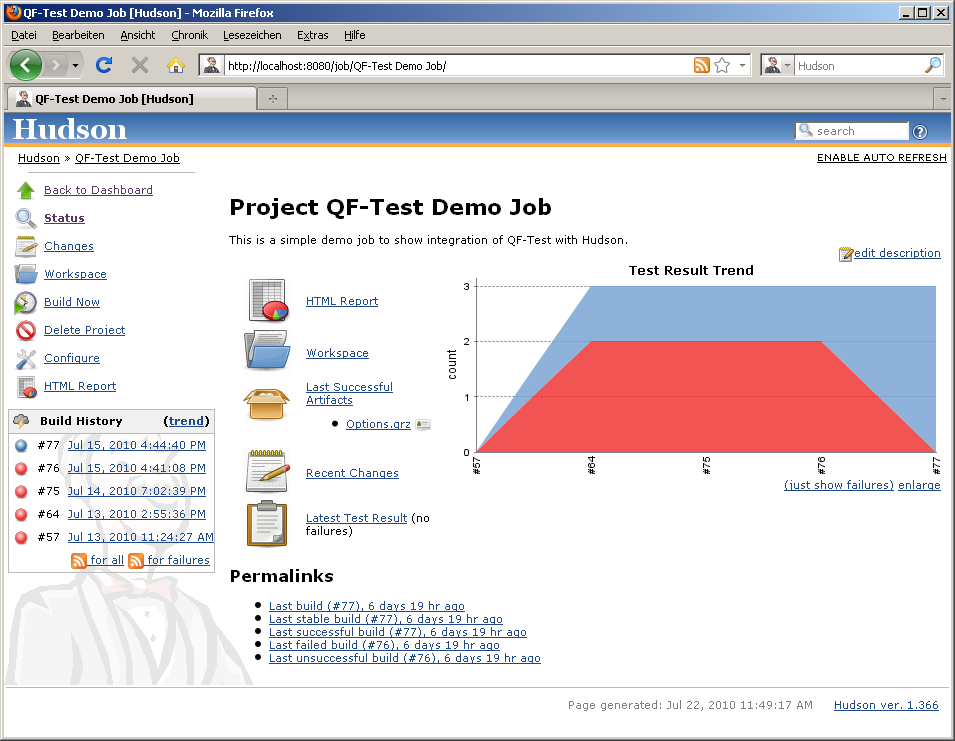 QF-Test Demo Job [Hudson] - Mozilla Firefox
Datei Bearbeiten Ansicht Chronik Lesezeichen Extras Hilfe
http://localhost:8080/job/QF-Test Demo Job/
Hudson
QF-Test Demo Job [Hudson]
Hudson
search
Hudson » QF-Test Demo Job
ENABLE AUTO REFRESH
Back to Dashboard
Status
Changes
Workspace
Build Now
Delete Project
Configure
HTML Report
Build History (trend)
#77 Jul 15, 2010 4:44:40 PM
#76 Jul 15, 2010 4:41:08 PM
#75 Jul 14, 2010 7:02:39 PM
#64 Jul 13, 2010 2:55:36 PM
#57 Jul 13, 2010 11:24:27 AM
for all for failures
Project QF-Test Demo Job
This is a simple demo job to show integration of QF-Test with Hudson.
edit description
HTML Report
Workspace
Last Successful
Artifacts
Options.qrz
Recent Changes
Latest Test Result (no
failures)
Test Result Trend
count
3
2
1
0
#57
#64
#75
#76
#77
(just show failures) enlarge
Permalinks
Last build (#77), 6 days 19 hr ago
Last stable build (#77), 6 days 19 hr ago
Last successful build (#77), 6 days 19 hr ago
Last failed build (#76), 6 days 19 hr ago
Last unsuccessful build (#76), 6 days 19 hr ago
Page generated: Jul 22, 2010 11:49:17 AM
Hudson ver. 1.366